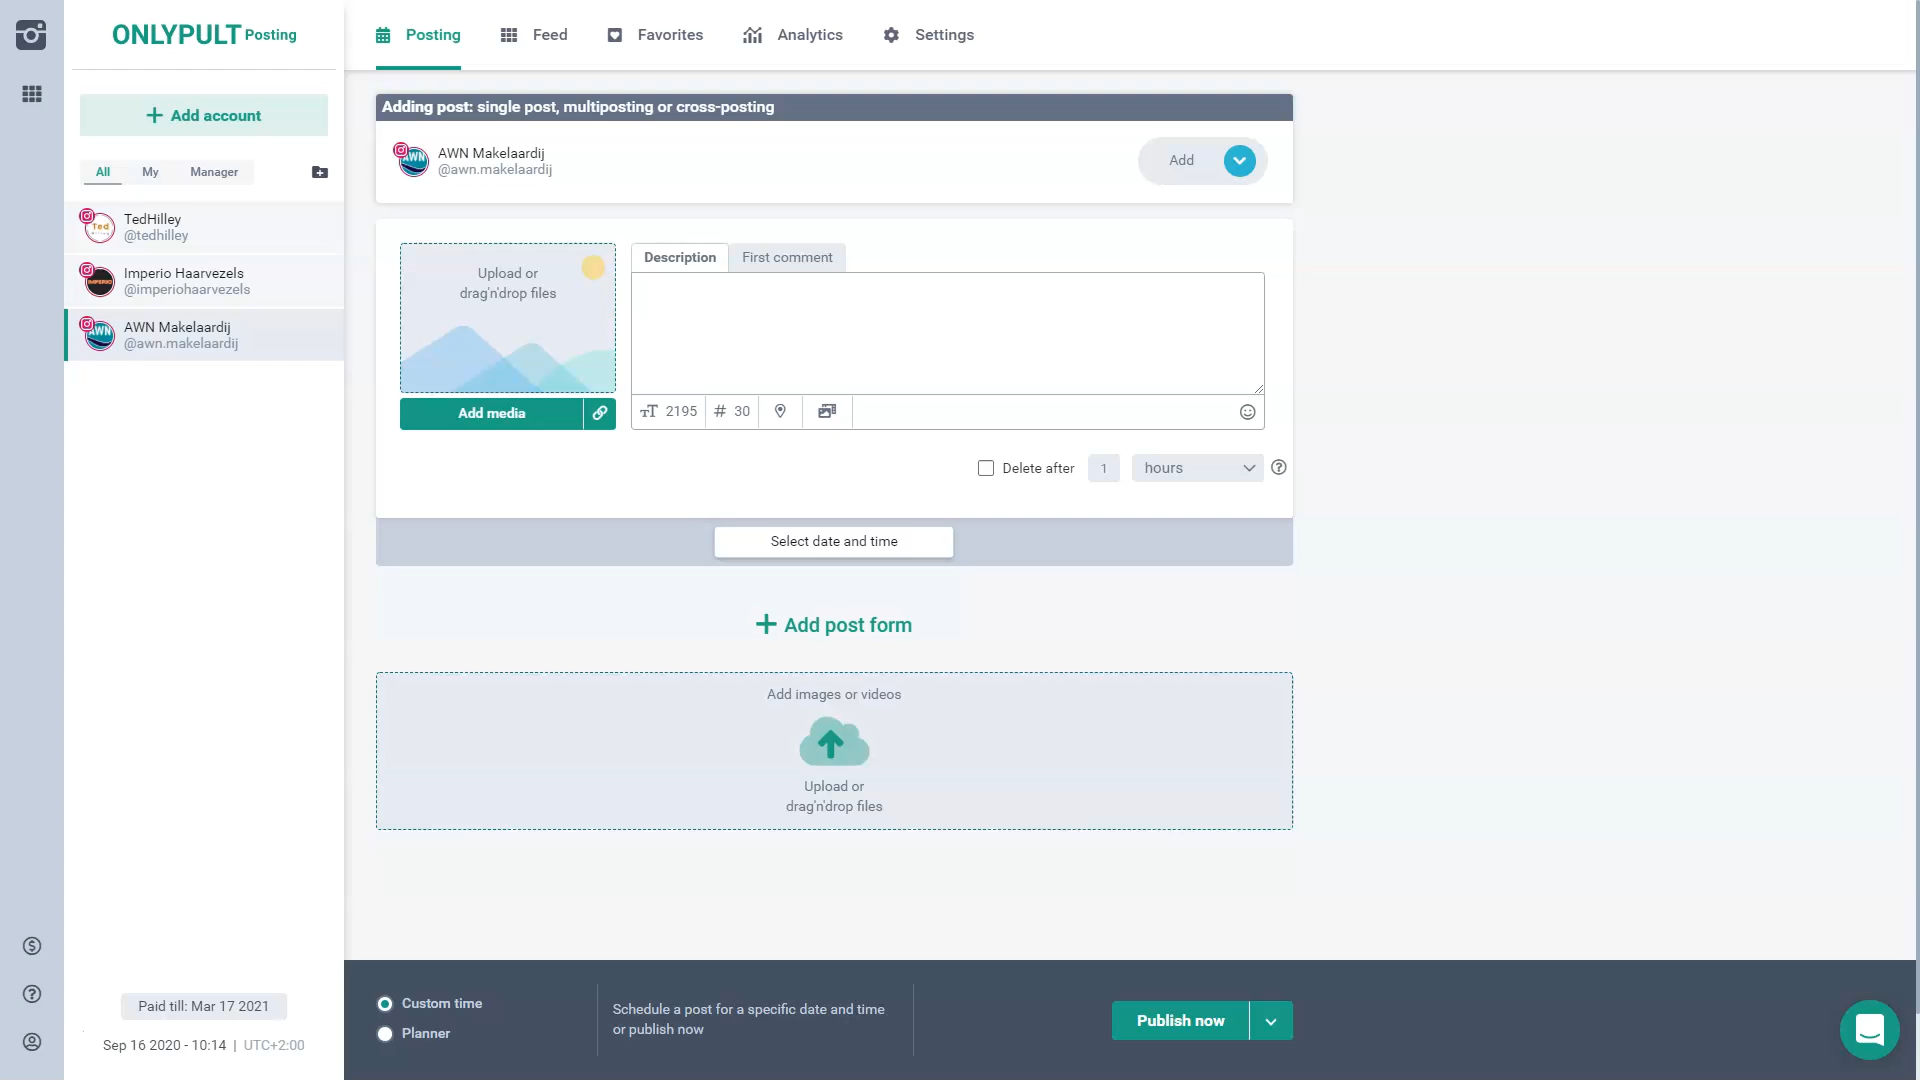 ONLYPULT Posting
Posting
Feed
Favorites
Analytics
Settings
Add account
All
My
Manager
TedHilley
@tedhilley
Imperio Haarvezels
@imperiohaarvezels
AWN Makelaardij
@awn.makelaardij
Paid till: Mar 17 2021
Sep 16 2020 - 10:14 | UTC+2:00
Adding post: single post, multiposting or cross-posting
AWN
AWN Makelaardij
@awn.makelaardij
Add
Upload or
drag'n'drop files
Add media
Description
First comment
2195
# 30
Delete after
1
hours
Select date and time
Add post form
Add images or videos
Upload or
drag'n'drop files
Custom time
Planner
Schedule a post for a specific date and time
or publish now
Publish now